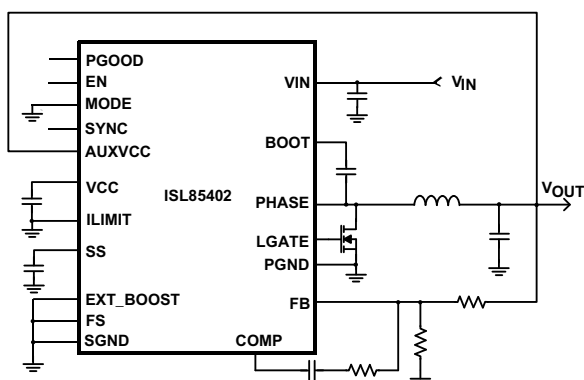 PGOOD
EN
MODE
SYNC
AUXVCC
VCC
ILIMIT
SS
EXT_BOOST
FS
SGND
ISL85402
COMP
VIN
BOOT
PHASE
LGATE
PGND
FB
VIN
VOUT